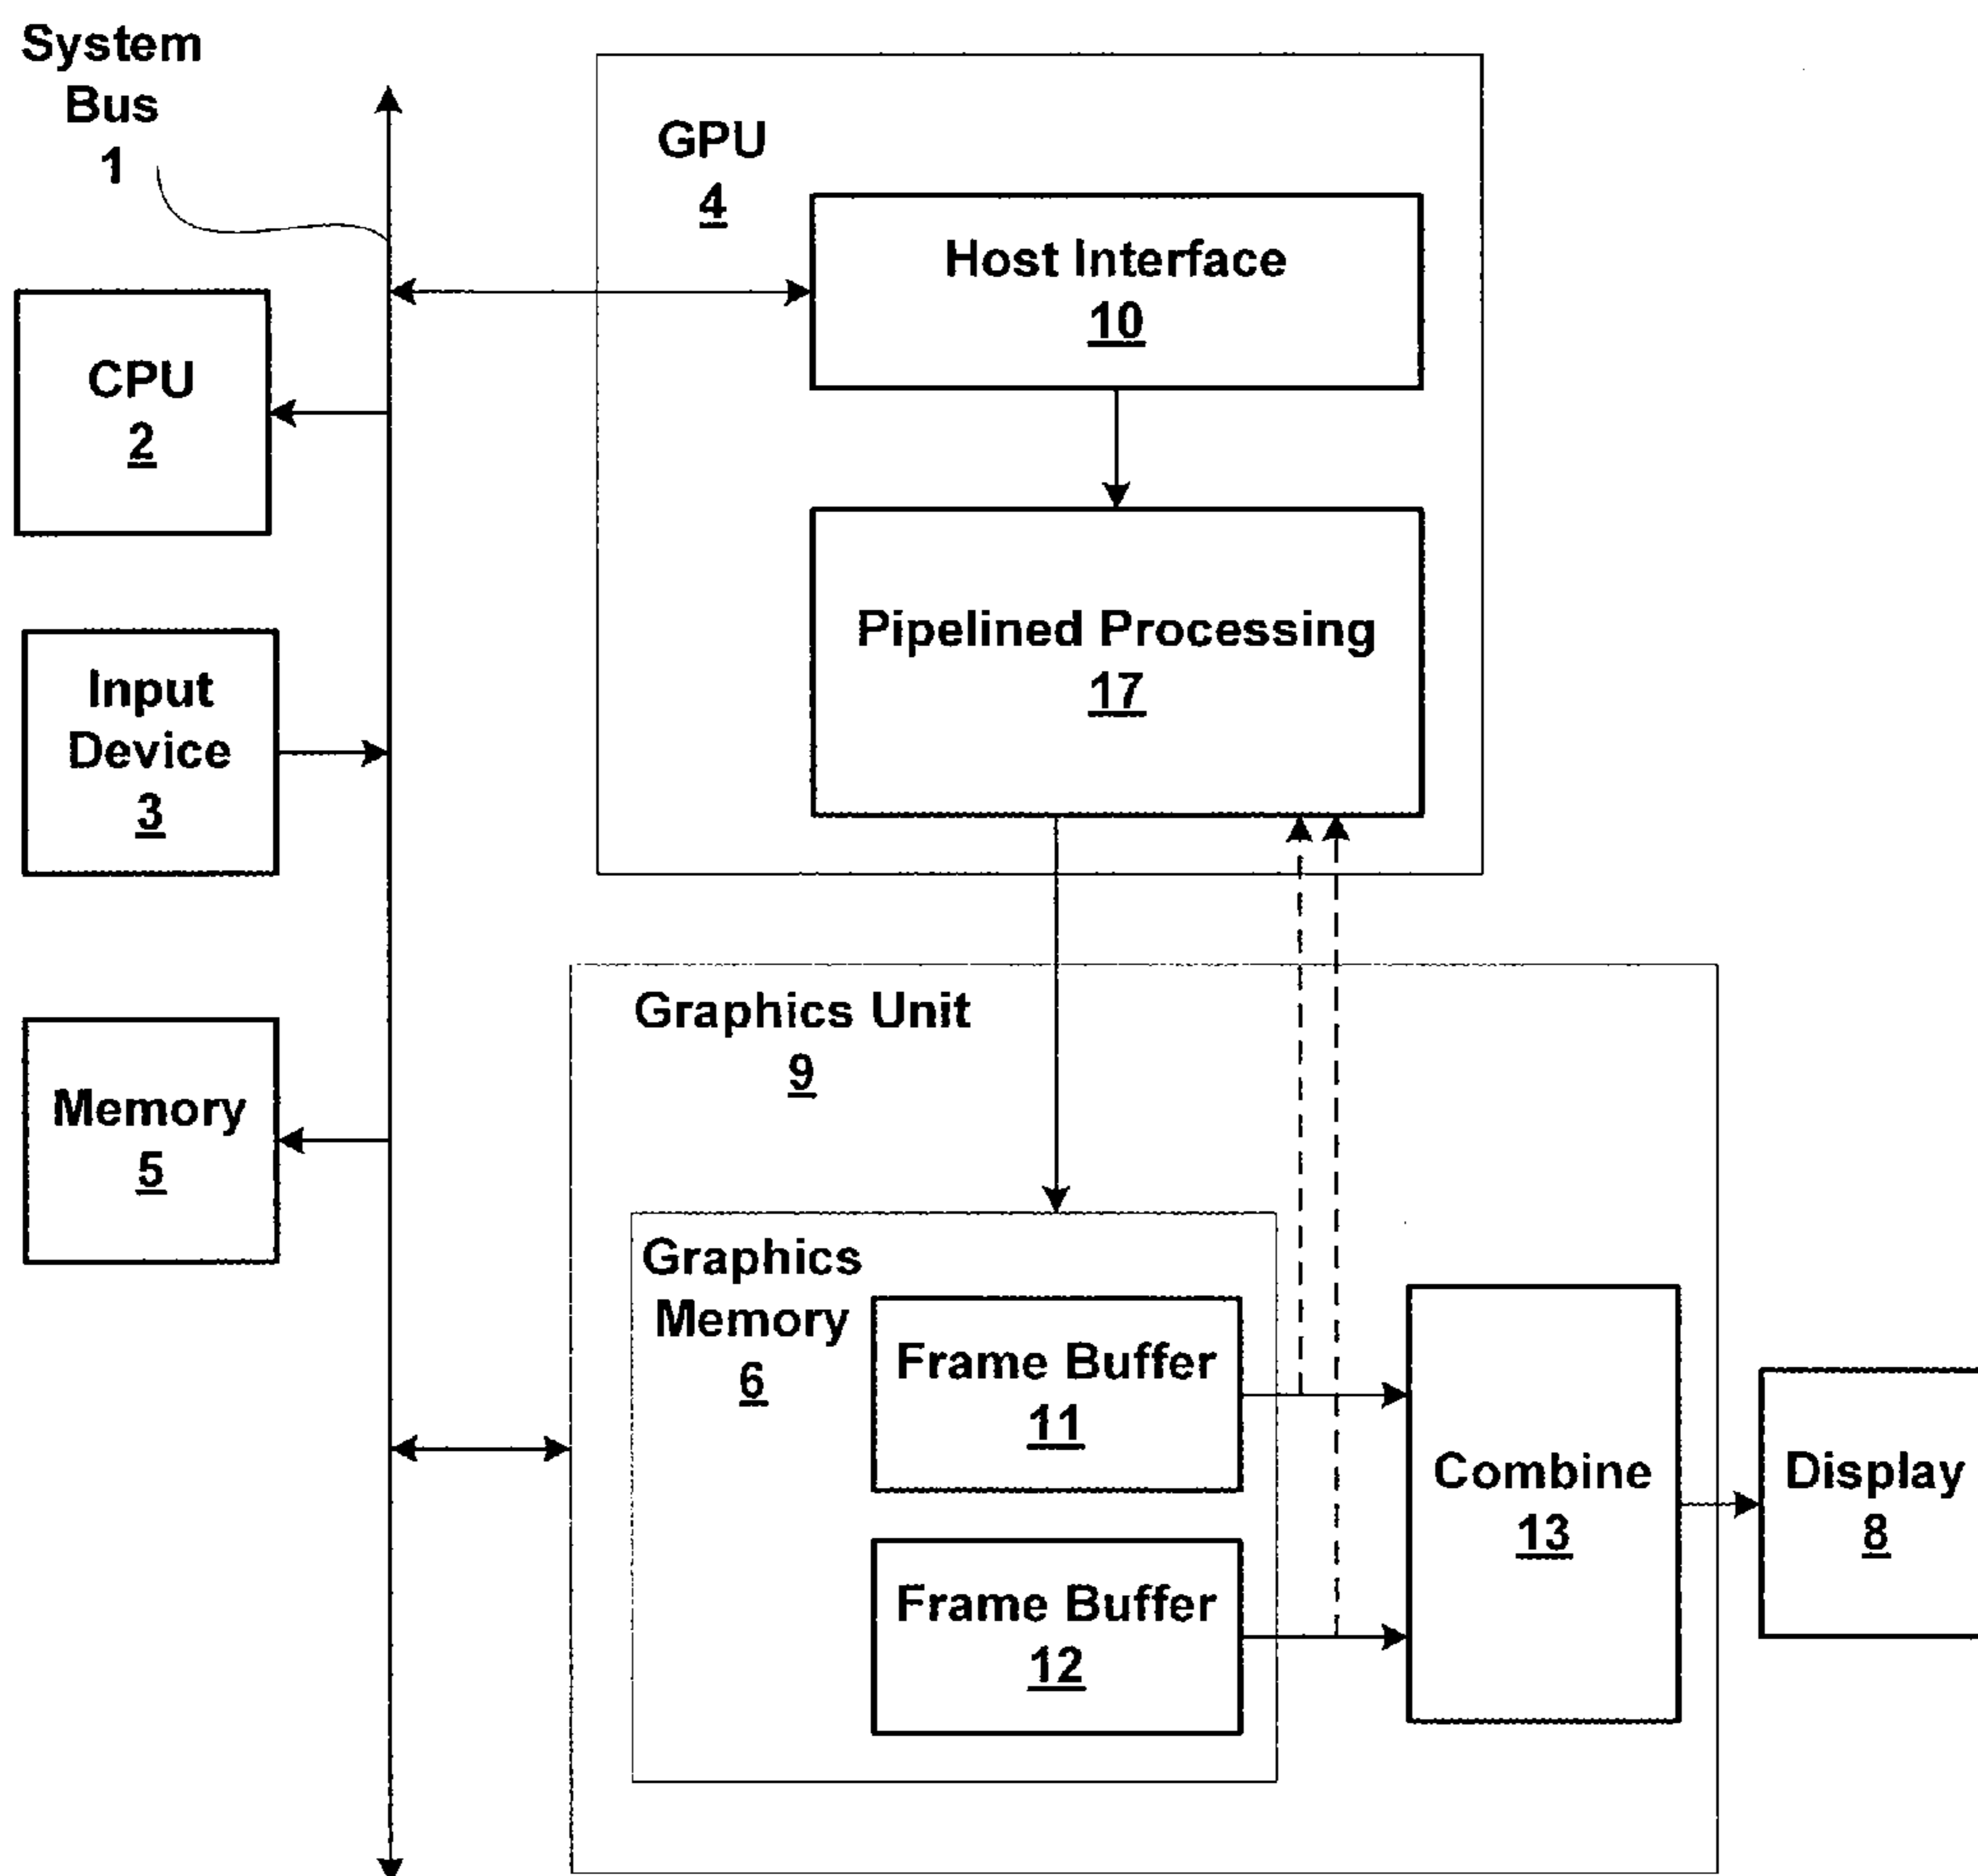 System
Bus
1
GPU
4
Host Interface
10
CPU
2
Pipelined Processing
17
Input
Device
3
Graphics Unit
9
Memory
5
Graphics
Memory
6
Frame Buffer
11
Combine
13
Display
8
Frame Buffer
12